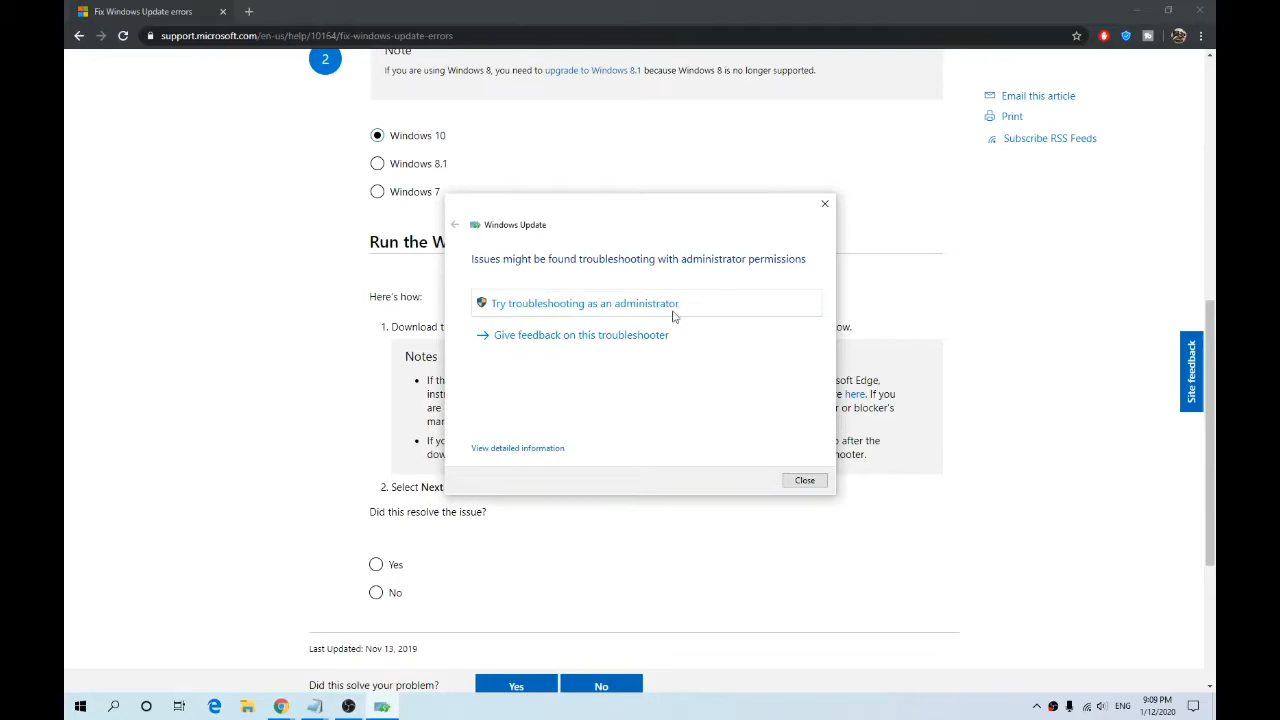 Fix Windows Update errors
support.microsoft.com/en-us/help/10164/fix-windows-update-errors
2
Note
If you are using Windows 8, you need to upgrade to Windows 8.1 because Windows 8 is no longer supported.
Email this article
Print
Subscribe RSS Feeds
Windows 10
Windows 8.1
Windows 7
Run the W
Here's how:
1. Download th
ow.
Notes
If th
soft Edge,
instr
e here. If you
are
r or blocker's
mar
If yo
o after the
dow
hooter.
2. Select Next
Did this resolve the issue?
Yes
No
Last Updated: Nov 13, 2019
Did this solve your problem?
Yes
No
Site feedback
Windows Update
Issues might be found troubleshooting with administrator permissions
Try troubleshooting as an administrator
Give feedback on this troubleshooter
View detailed information
Close
ENG
9:09 PM
1/12/2020